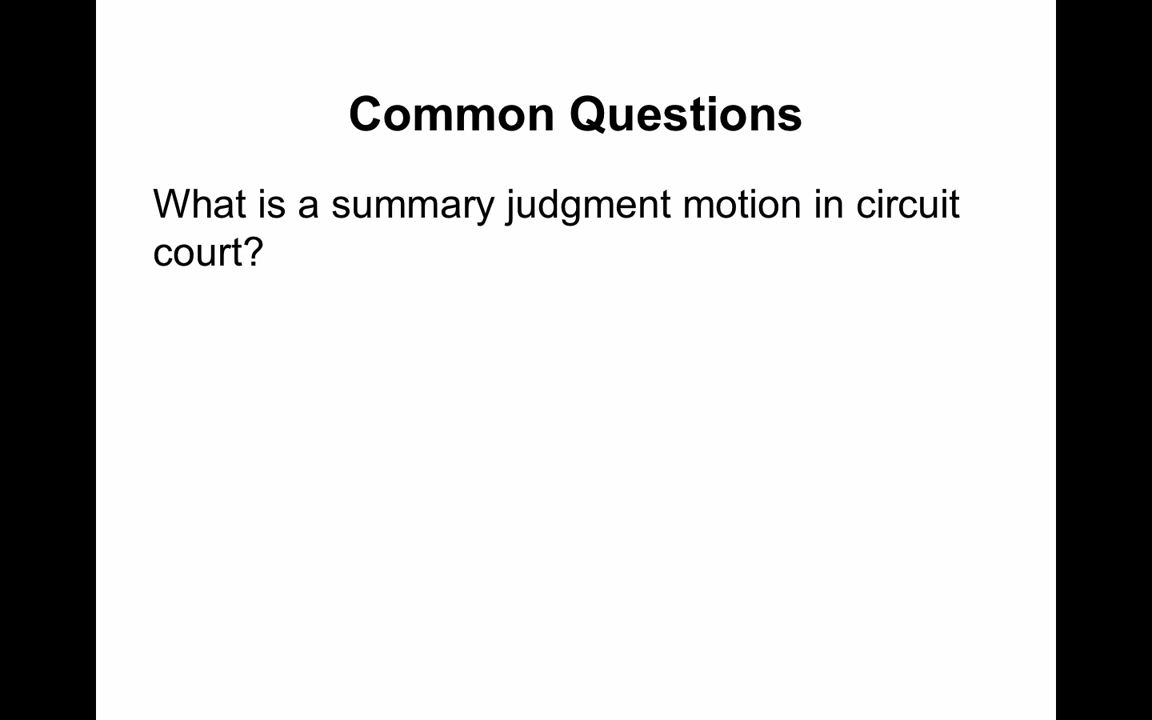 Common Questions
What is a summary judgment motion in circuit
court?